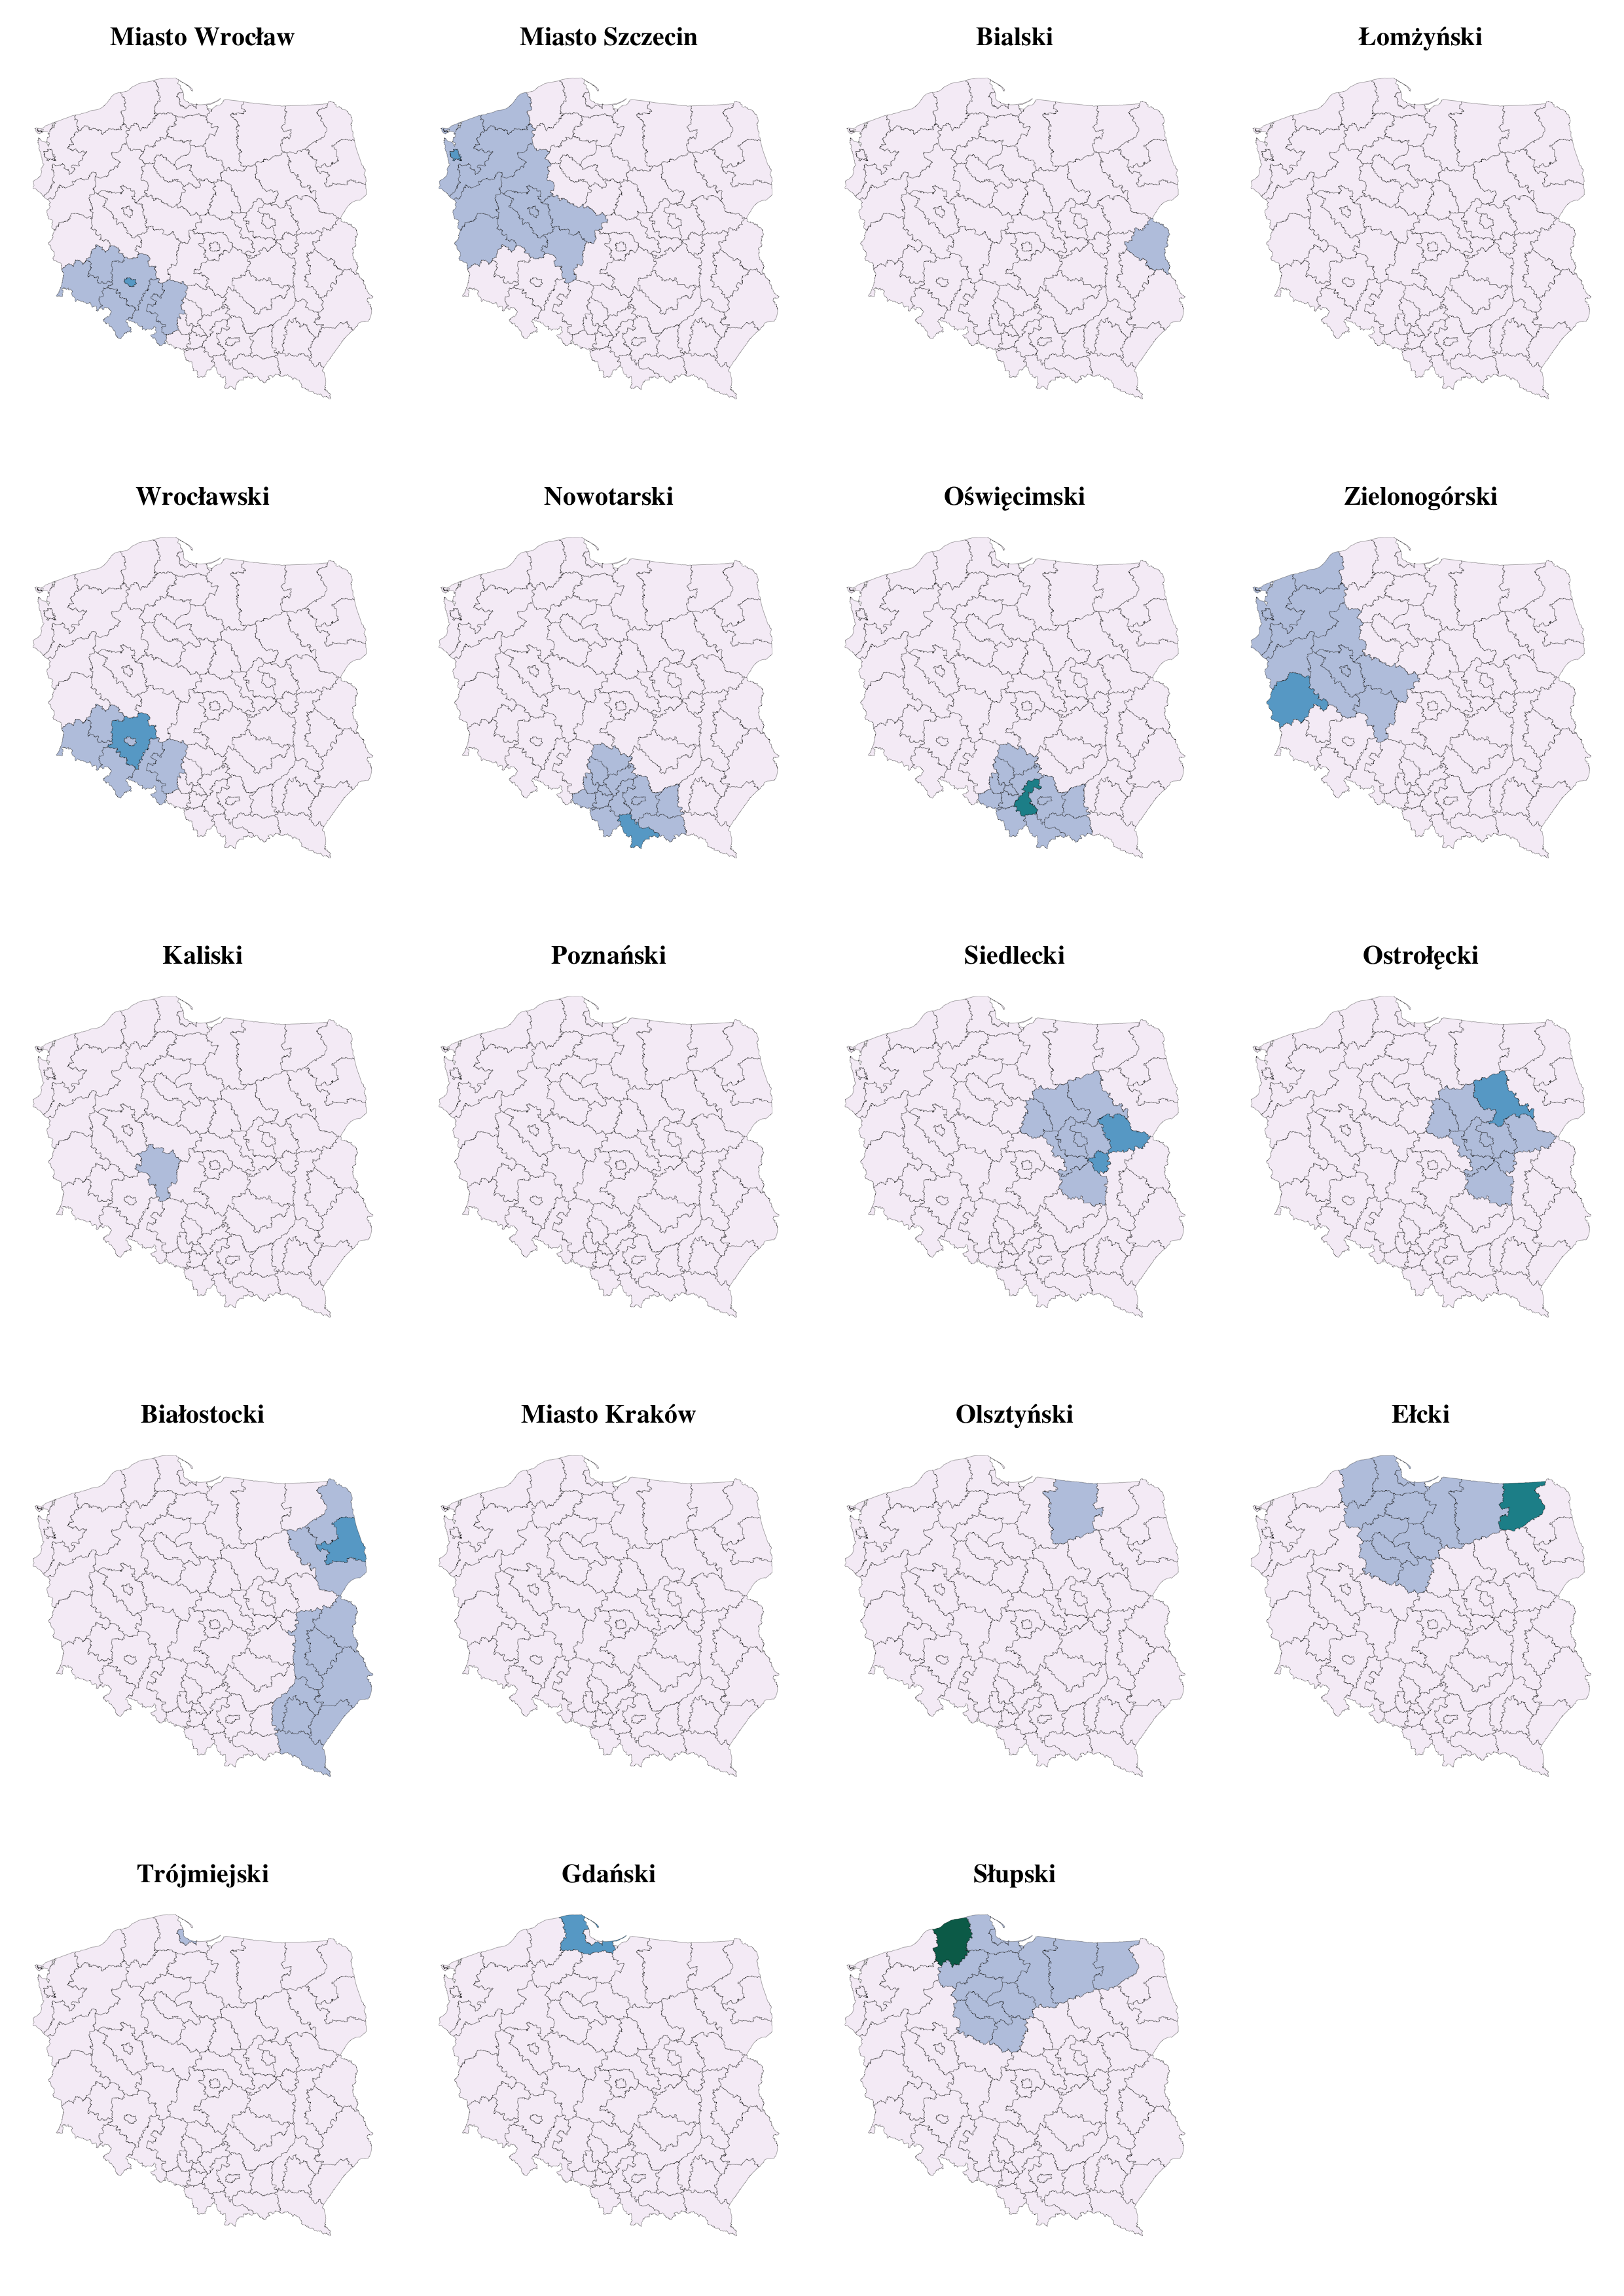 Miasto Wrocław
Miasto Szczecin
Bialski
Łomżyński
Wrocławski
Nowotarski
Oświęcimski
Zielonogórski
Kaliski
Poznański
Siedlecki
Ostrołęcki
Białostocki
Miasto Kraków
Olsztyński
Ełcki
Trójmiejski
Gdański
Słupski